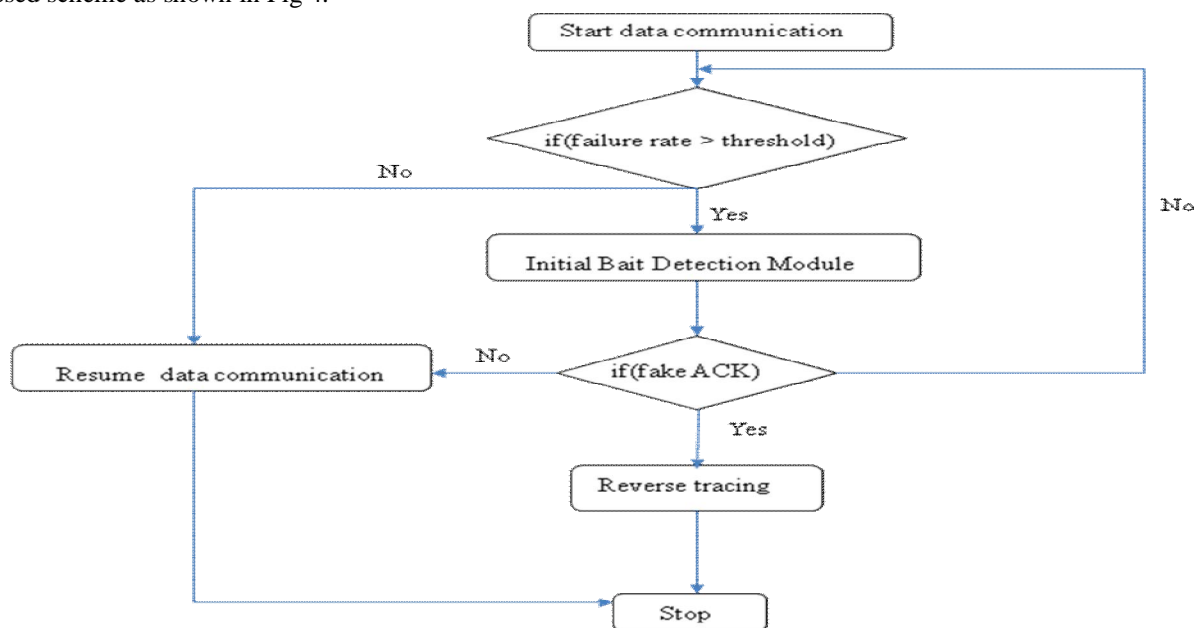 Start data communication
if(failure rate > threshold)
No
Yes
No
Initial Bait Detection Module
No
Resume data communication
if(fake ACK)
Yes
Reverse tracing
Stop